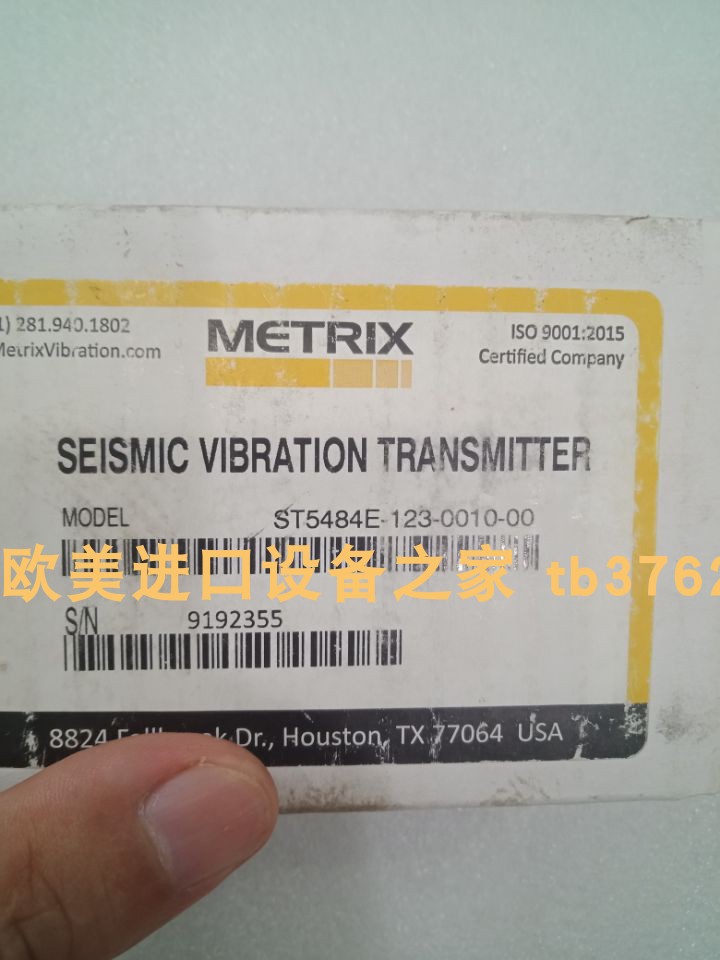 1) 281.940.1802
MetrixVibration.com
METRIX
ISO 9001:2015
Certified Company
SEISMIC VIBRATION TRANSMITTER
MODEL ST5484E-123-0010-00
欧美进口设备之家 tb3762
S/N 9192355
8824 Dr., Houston, TX 77064 USA